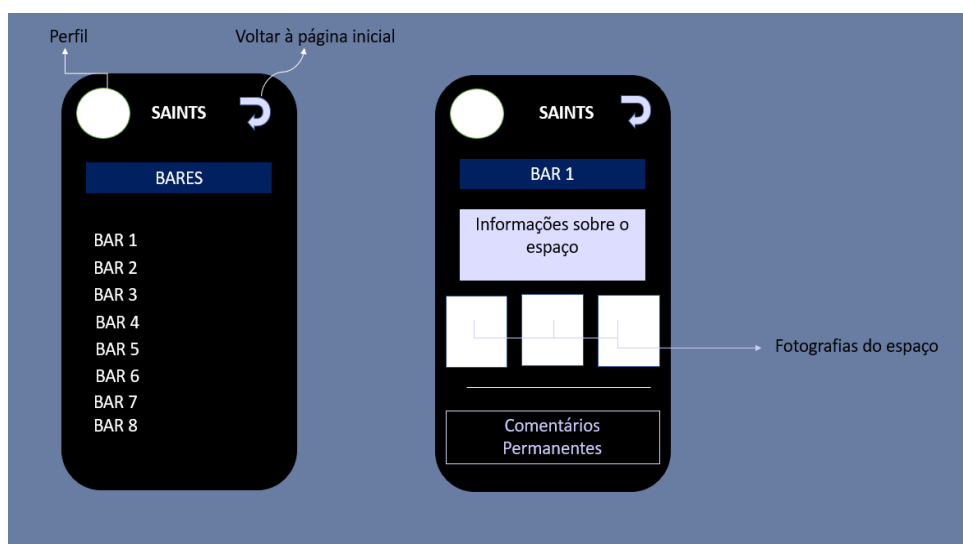 Perfil
Voltar à página inicial
SAINTS
BARES
BAR 1
BAR 2
BAR 3
BAR 4
BAR 5
BAR 6
BAR 7
BAR 8
SAINTS
BAR 1
Informações sobre o
espaço
Fotografias do espaço
Comentários
Permanentes